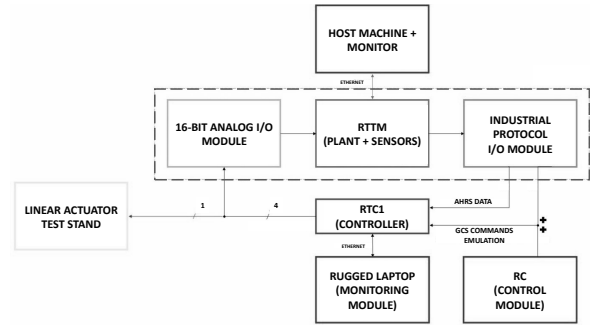 HOST MACHINE +
MONITOR
ETHERNET
16-BIT ANALOG I/O
MODULE
RTTM
(PLANT + SENSORS)
INDUSTRIAL
PROTOCOL
I/O MODULE
LINEAR ACTUATOR
TEST STAND
1
4
RTC1
(CONTROLLER)
AHRS DATA
GCS COMMANDS
EMULATION
ETHERNET
RUGGED LAPTOP
(MONITORING
MODULE)
RC
(CONTROL
MODULE)